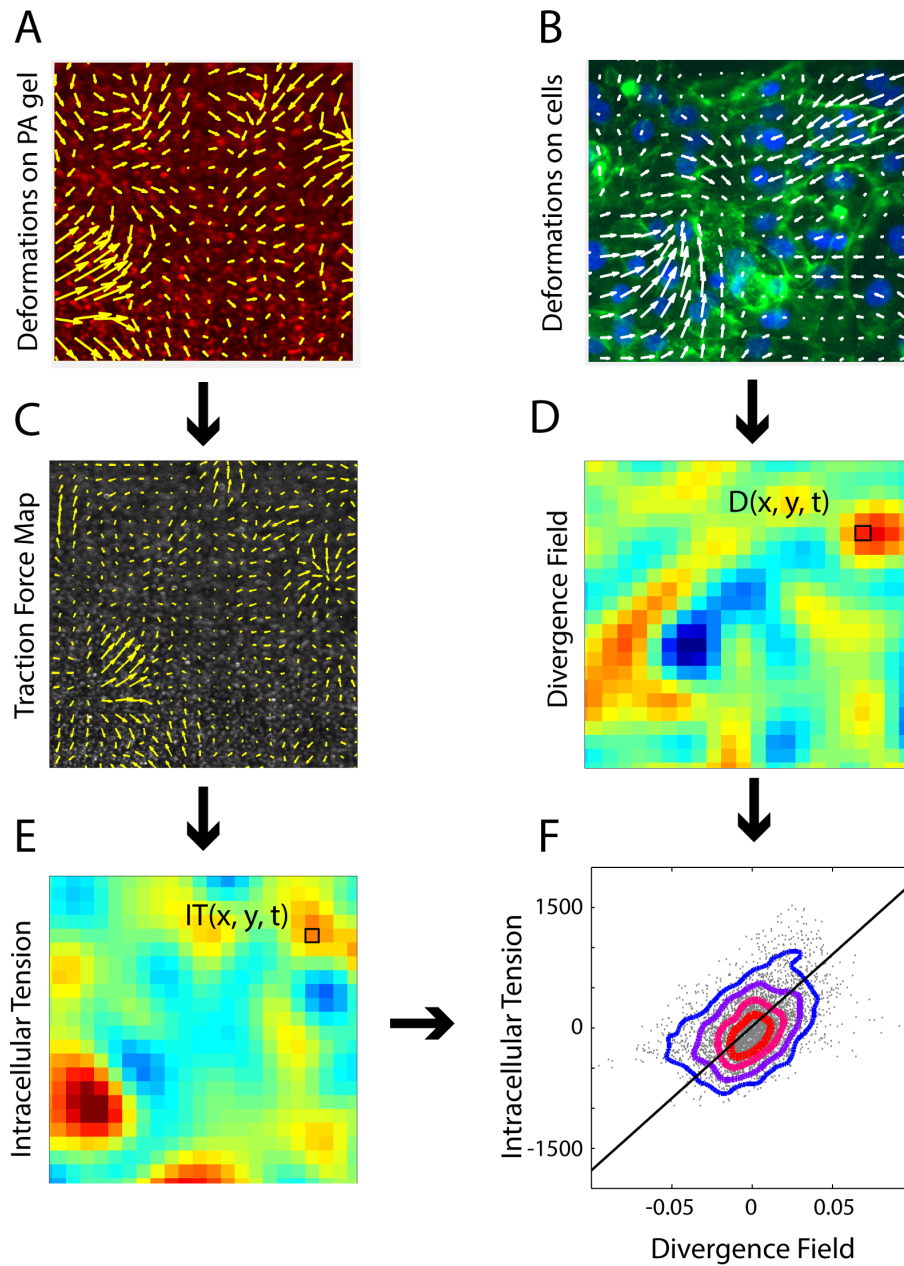 A
B
Deformations on PA gel
Deformations on cells
C
D
Traction Force Map
Divergence Field
D(x, y, t)
E
F
Intracellular Tension
IT(x, y, t)
Intracellular Tension
1500
0
-1500
-0.05
0
0.05
Divergence Field